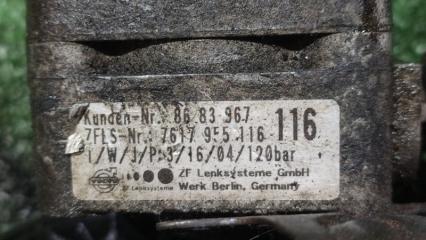 Kunden-Nr.: 86 83 967
ZFLS-Nr.: 7617 955 116 116
T/W/J/P:3/16/04/120bar
ZF Lenksysteme GmbH
ZF Lenksysteme Werk Berlin, Germany